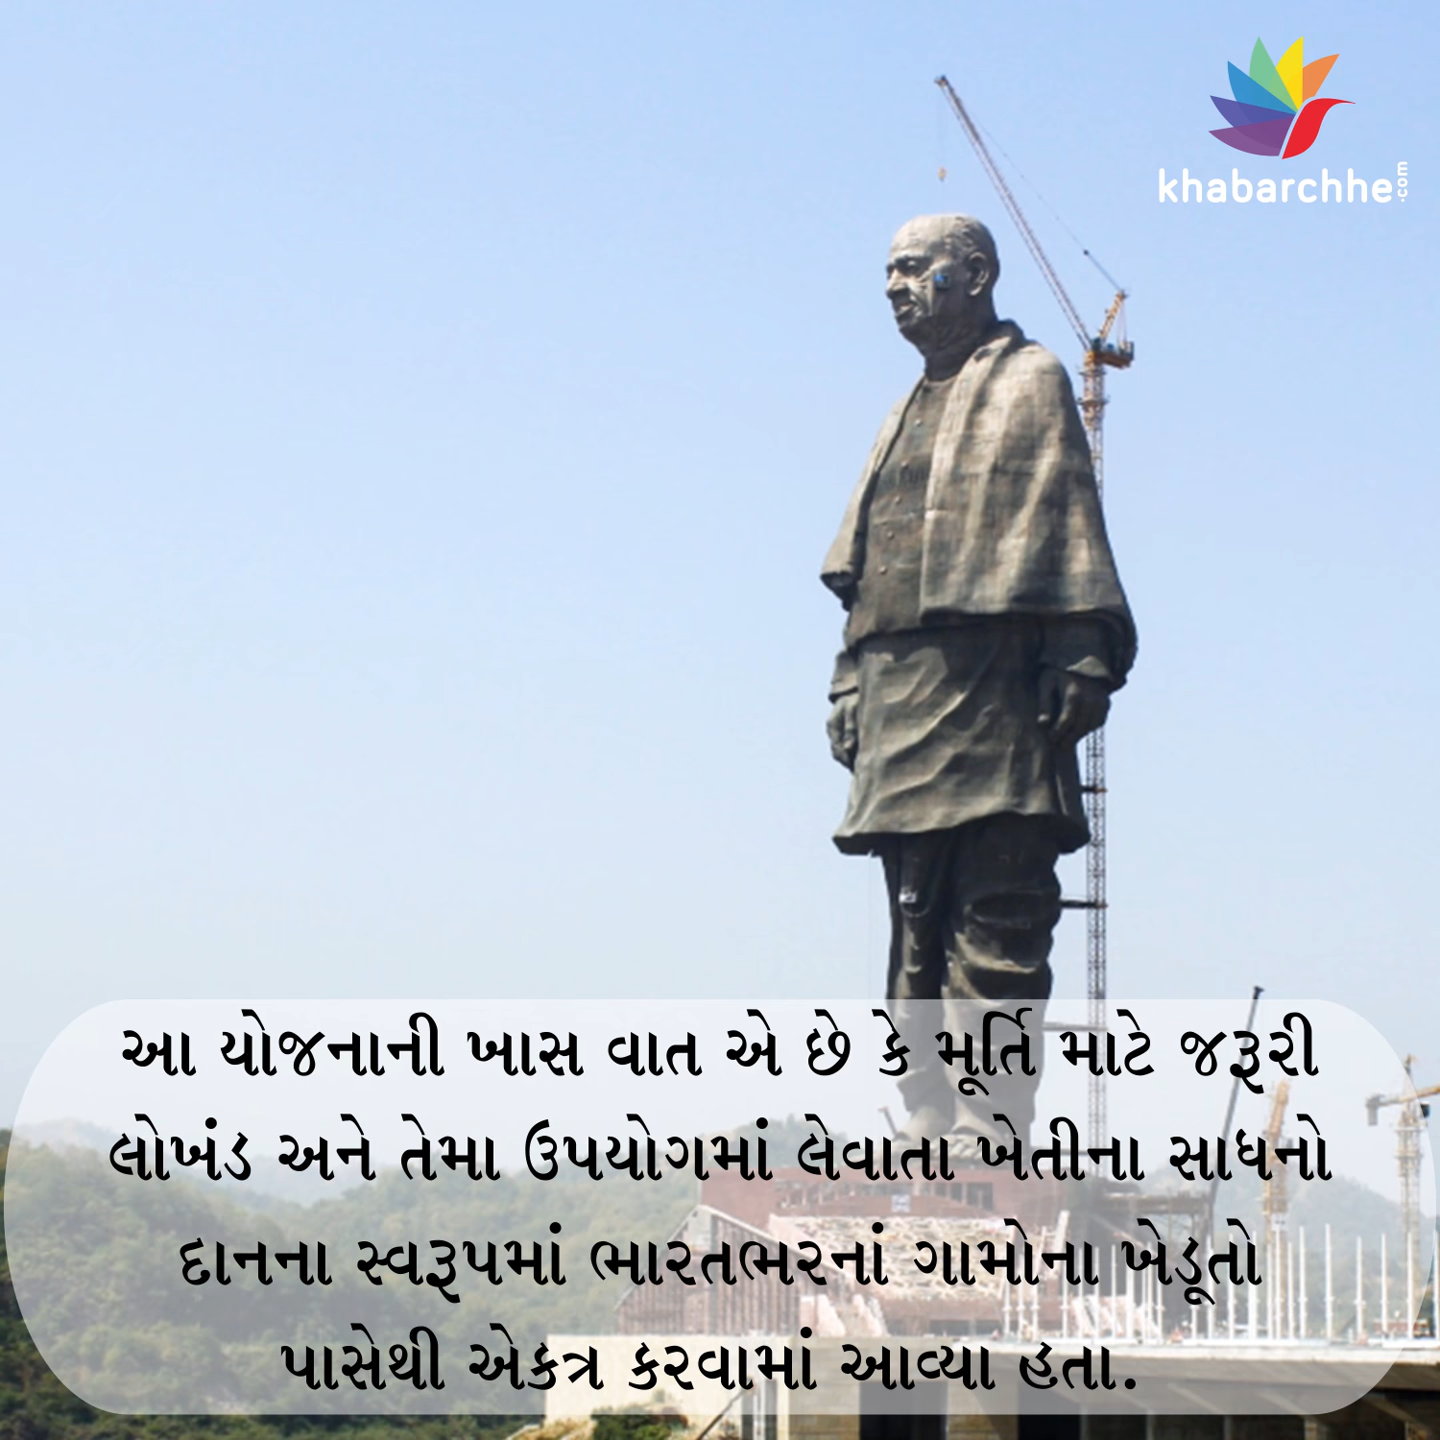 khabarchhe.com
આ યોજનાની ખાસ વાત એ છે કે મૂર્તિ માટે જરૂરી
લોખંડ અને તેમા ઉપયોગમાં લેવાતા ખેતીના સાધનો
દાનના સ્વરૂપમાં ભારતભરનાં ગામોના ખેડૂતો
પાસેથી એકત્ર કરવામાં આવ્યા હતા.